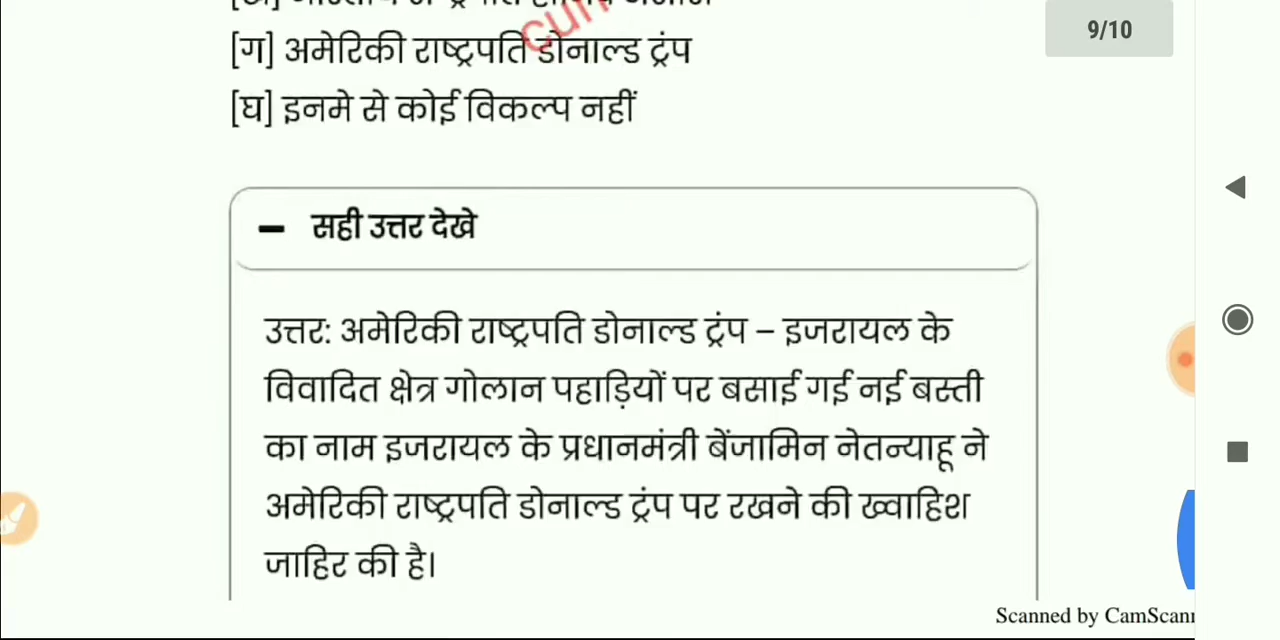 9/10
[ग] अमेरिकी राष्ट्रपति डोनाल्ड ट्रंप
[घ] इनमे से कोई विकल्प नहीं
सही उत्तर देखे
उत्तर: अमेरिकी राष्ट्रपति डोनाल्ड ट्रंप – इजरायल के
विवादित क्षेत्र गोलान पहाड़ियों पर बसाई गई नई बस्ती
का नाम इजरायल के प्रधानमंत्री बेंजामिन नेतन्याहू ने
अमेरिकी राष्ट्रपति डोनाल्ड ट्रंप पर रखने की ख्वाहिश
जाहिर की है।
Scanned by CamScan